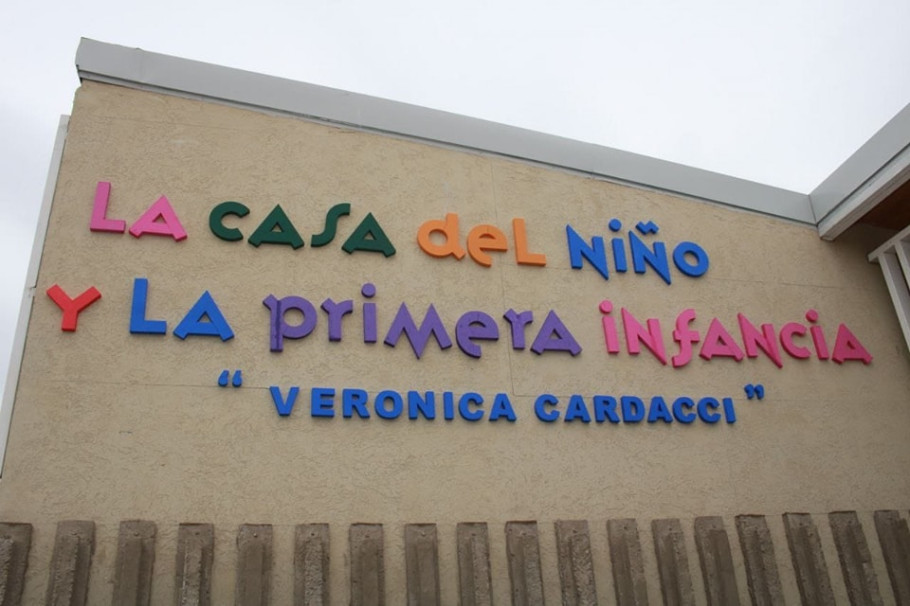 LA CASA del NIÑO
Y LA primera infancia
“ VERONICA CARDACCI ”